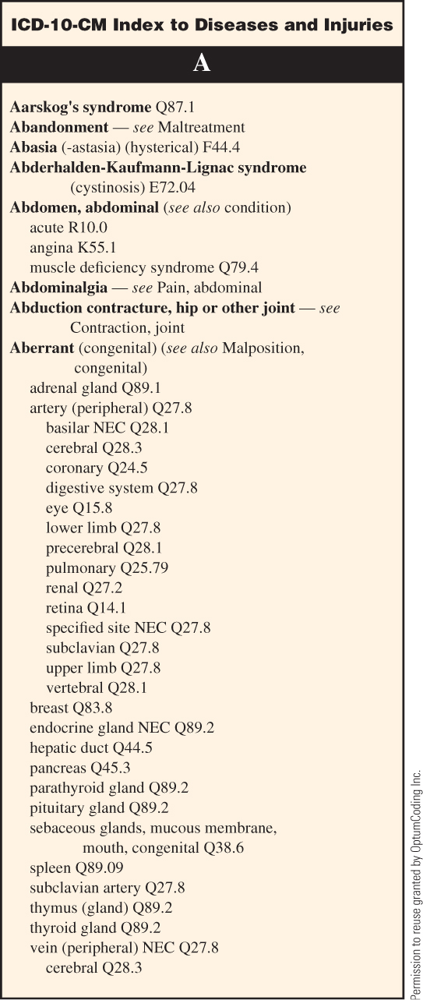 ICD-10-CM Index to Diseases and Injuries
A
Aarskog's syndrome Q87.1
Abandonment — see Maltreatment
Abasia (-astasia) (hysterical) F44.4
Abderhalden-Kaufmann-Lignac syndrome
(cystinosis) E72.04
Abdomen, abdominal (see also condition)
acute R10.0
angina K55.1
muscle deficiency syndrome Q79.4
Abdominalgia — see Pain, abdominal
Abduction contracture, hip or other joint — see
Contraction, joint
Aberrant (congenital) (see also Malposition,
congenital)
adrenal gland Q89.1
artery (peripheral) Q27.8
basilar NEC Q28.1
cerebral Q28.3
coronary Q24.5
digestive system Q27.8
eye Q15.8
lower limb Q27.8
precerebral Q28.1
pulmonary Q25.79
renal Q27.2
retina Q14.1
specified site NEC Q27.8
subclavian Q27.8
upper limb Q27.8
vertebral Q28.1
breast Q83.8
endocrine gland NEC Q89.2
hepatic duct Q44.5
pancreas Q45.3
parathyroid gland Q89.2
pituitary gland Q89.2
sebaceous glands, mucous membrane,
mouth, congenital Q38.6
spleen Q89.09
subclavian artery Q27.8
thymus (gland) Q89.2
thyroid gland Q89.2
vein (peripheral) NEC Q27.8
cerebral Q28.3
Permission to reuse granted by OptumCoding Inc.